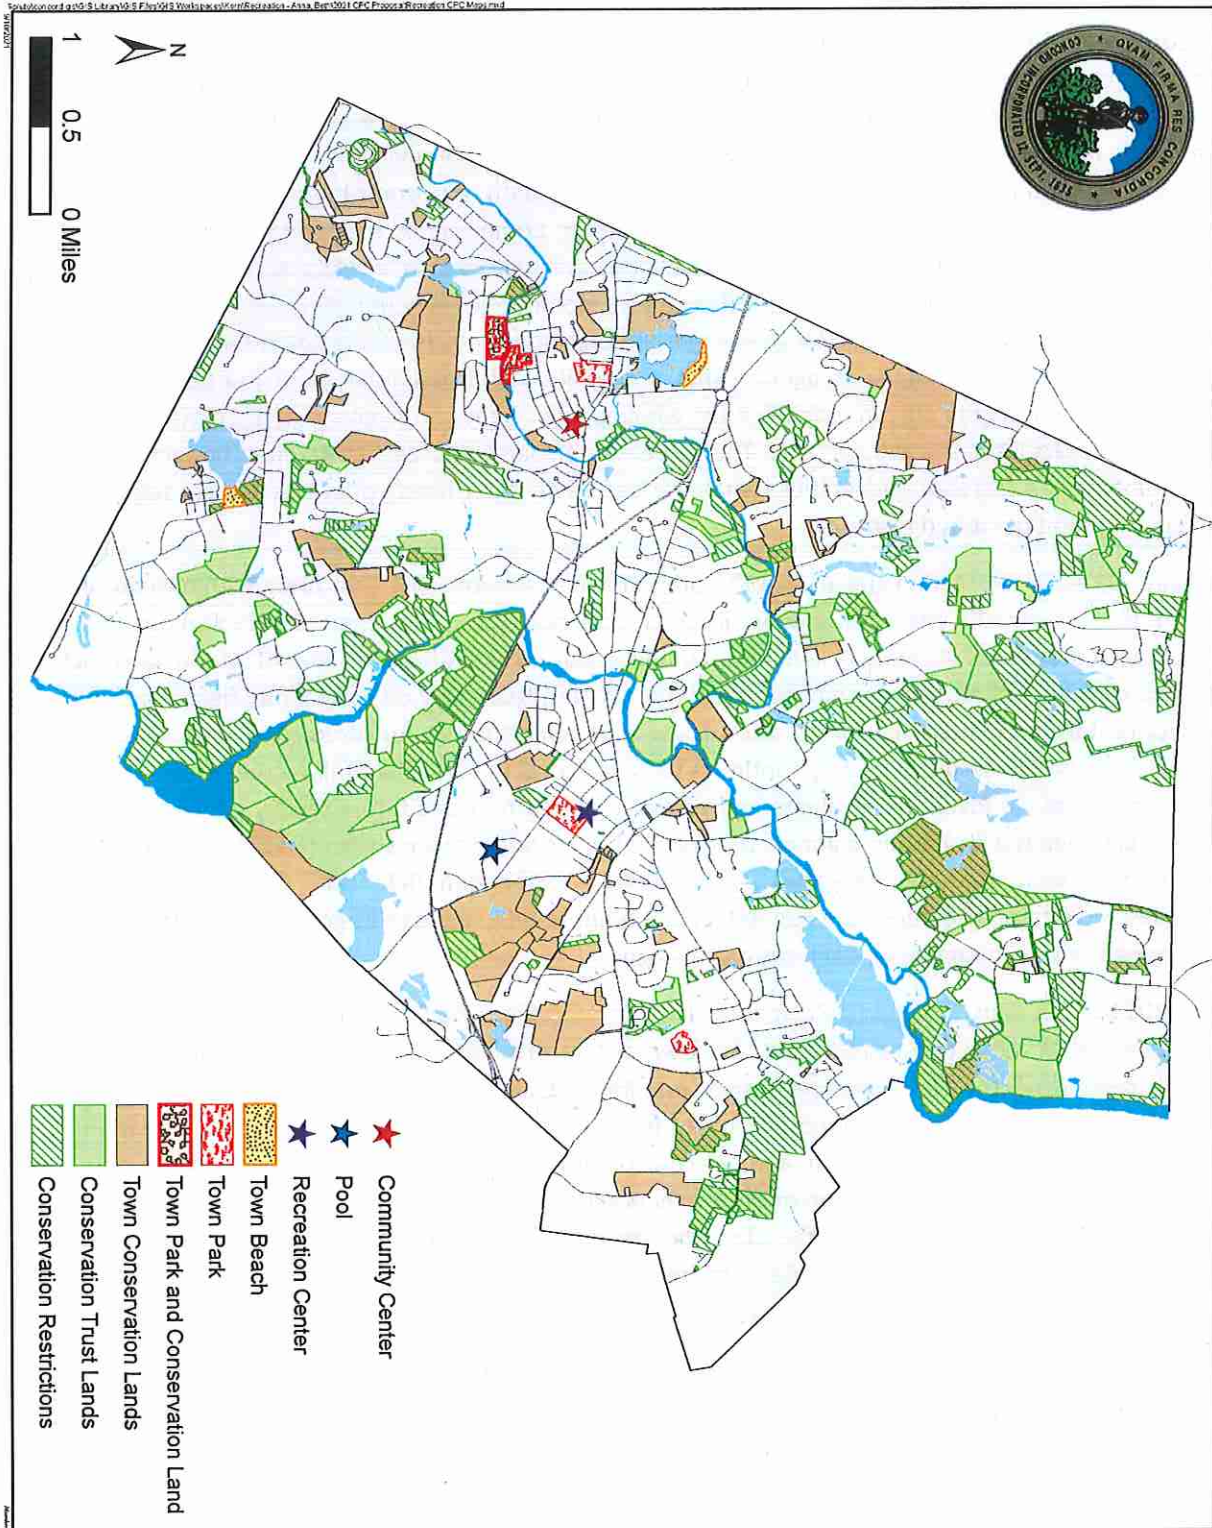 1 0.5 0 Miles
N
QVAM FIRMA RES CONCORDIA
CONCORD INCORPORATED 12 SEPT. 1635
Community Center
Pool
Recreation Center
Town Beach
Town Park
Town Park and Conservation Land
Town Conservation Lands
Conservation Trust Lands
Conservation Restrictions